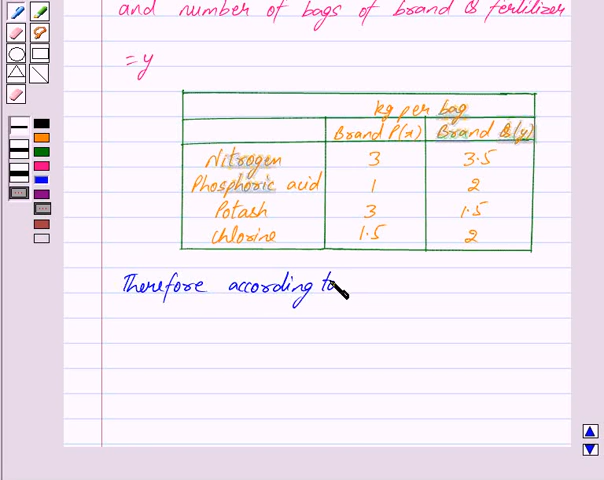 and number of bags of brand Q fertilizer
= y
kg per bag
Brand P(x) Brand Q(y)
Nitrogen 3 3.5
Phosphoric acid 1 2
Potash 3 1.5
Chlorine 1.5 2
Therefore according to